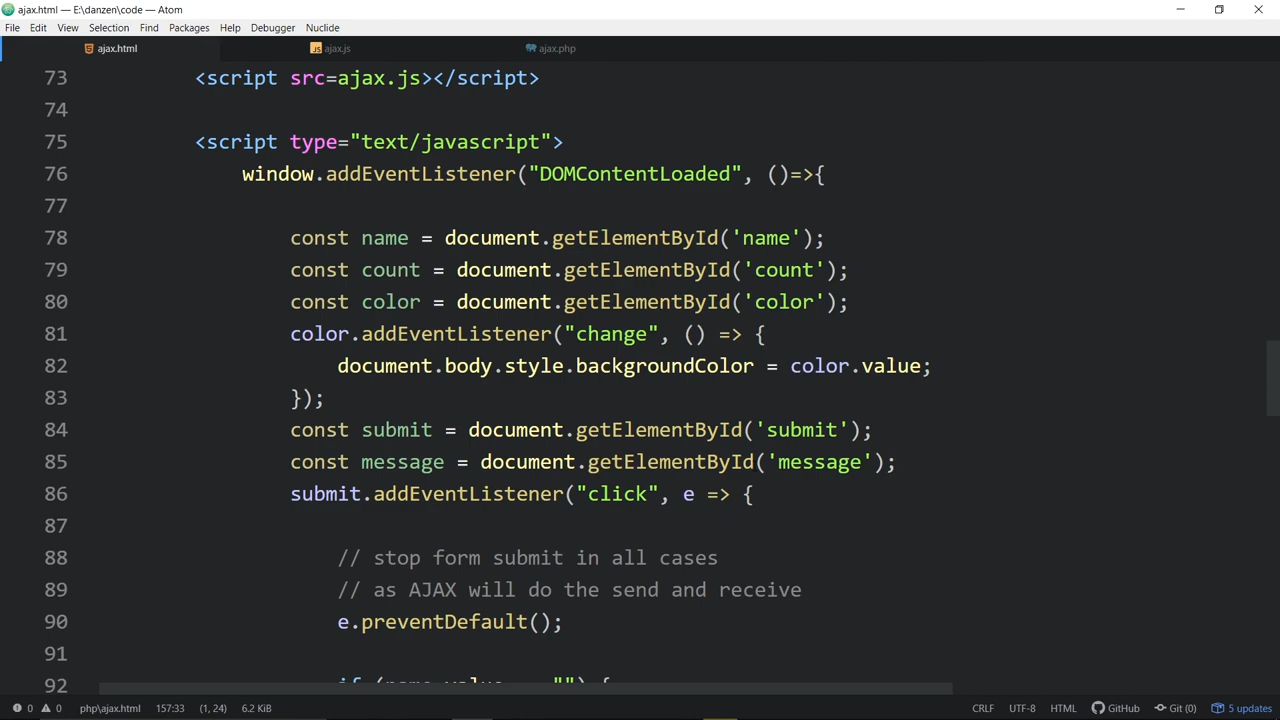 ajax.html — E:\danzen\code — Atom
File Edit View Selection Find Packages Help Debugger Nuclide
ajax.html ajax.js ajax.php
73 <script src=ajax.js></script>
74
75 <script type="text/javascript">
76 window.addEventListener("DOMContentLoaded", ()=>{
77
78 const name = document.getElementById('name');
79 const count = document.getElementById('count');
80 const color = document.getElementById('color');
81 color.addEventListener("change", () => {
82 document.body.style.backgroundColor = color.value;
83 });
84 const submit = document.getElementById('submit');
85 const message = document.getElementById('message');
86 submit.addEventListener("click", e => {
87
88 // stop form submit in all cases
89 // as AJAX will do the send and receive
90 e.preventDefault();
91
92 if (name.value
0 0 php\ajax.html 157:33 (1, 24) 6.2 KiB CRLF UTF-8 HTML GitHub Git (0) 5 updates